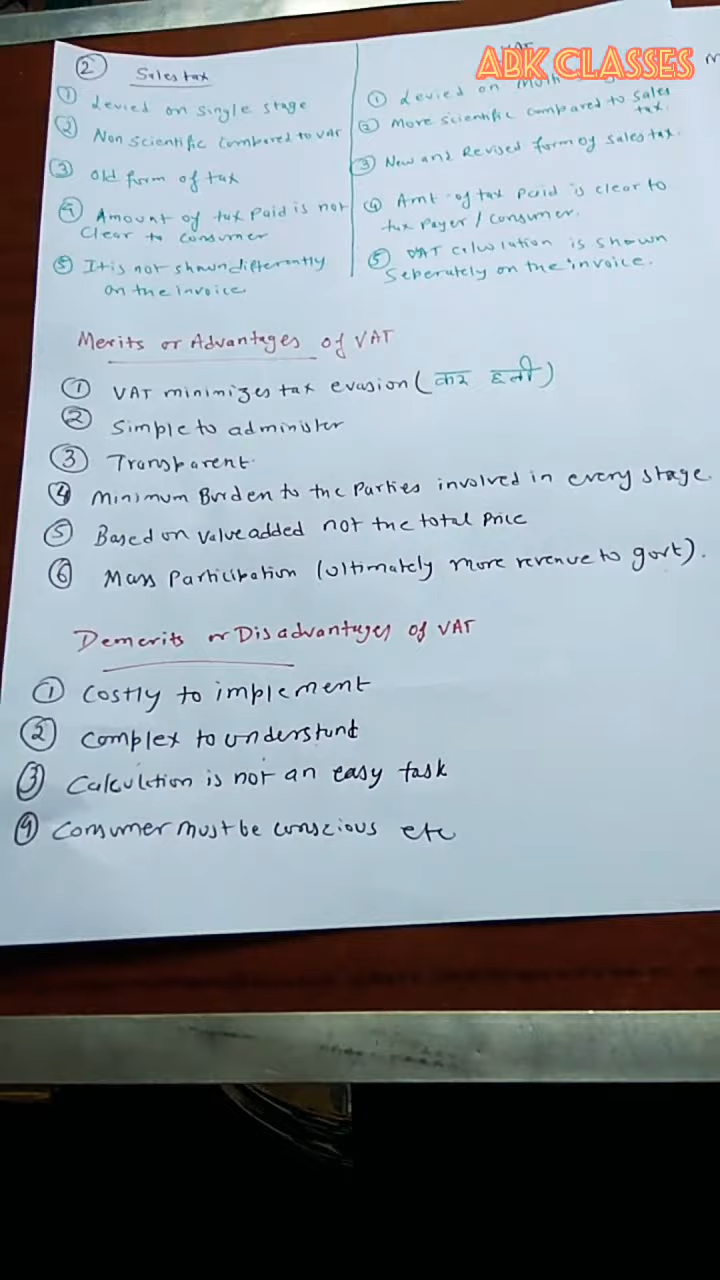 ABK CLASSES
② Sales tax
① Levied on single stage
② Non scientific compared to VAT
③ Old form of tax
④ Amount of tax paid is not
clear to consumer
⑤ It is not shown differently
on the invoice
① Levied on
② More scientific compared to sales
tax.
③ New and Revised form of sales tax.
④ Amt. of tax paid is clear to
tax payer / consumer.
⑤ VAT calculation is shown
Seperately on the invoice.
Merits or Advantages of VAT
① VAT minimizes tax evasion (कर छली)
② Simple to administer
③ Transparent.
④ Minimum Burden to the Parties involved in every stage.
⑤ Based on value added not the total Price
⑥ Mass Participation (ultimately more revenue to govt).
Demerits or Disadvantages of VAT
① Costly to implement
② Complex to understand
③ Calculation is not an easy task
④ Consumer must be conscious etc